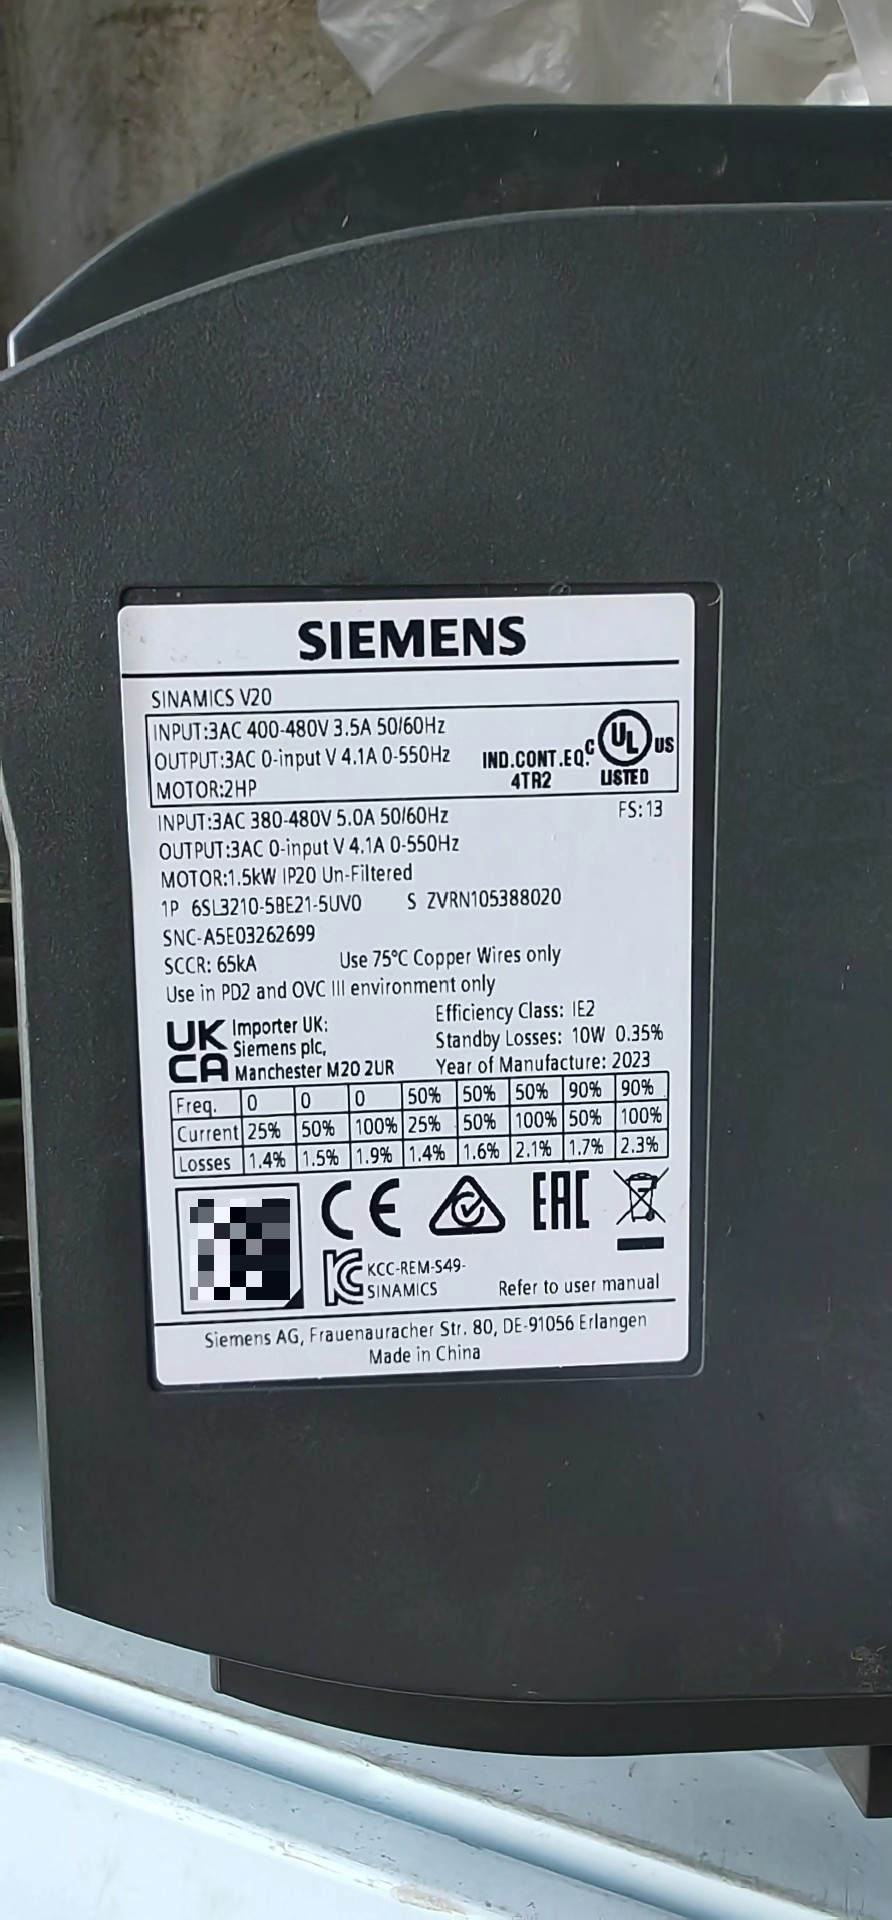 SIEMENS
SINAMICS V20
INPUT:3AC 400-480V 3.5A 50/60Hz
OUTPUT:3AC 0-input V 4.1A 0-550Hz
MOTOR:2HP
IND.CONT.EQ.
4TR2
C UL US
LISTED
INPUT:3AC 380-480V 5.0A 50/60Hz FS:13
OUTPUT:3AC 0-input V 4.1A 0-550Hz
MOTOR:1.5kW IP20 Un-Filtered
1P 6SL3210-5BE21-5UV0 S ZVRN105388020
SNC-A5E03262699
SCCR: 65kA Use 75°C Copper Wires only
Use in PD2 and OVC III environment only
UK
CA
Importer UK:
Siemens plc,
Manchester M20 2UR
Efficiency Class: IE2
Standby Losses: 10W 0.35%
Year of Manufacture: 2023
Freq. 0 0 0 50% 50% 50% 90% 90%
Current 25% 50% 100% 25% 50% 100% 50% 100%
Losses 1.4% 1.5% 1.9% 1.4% 1.6% 2.1% 1.7% 2.3%
CE EAC
KC KCC-REM-S49-
SINAMICS
Refer to user manual
Siemens AG, Frauenauracher Str. 80, DE-91056 Erlangen
Made in China